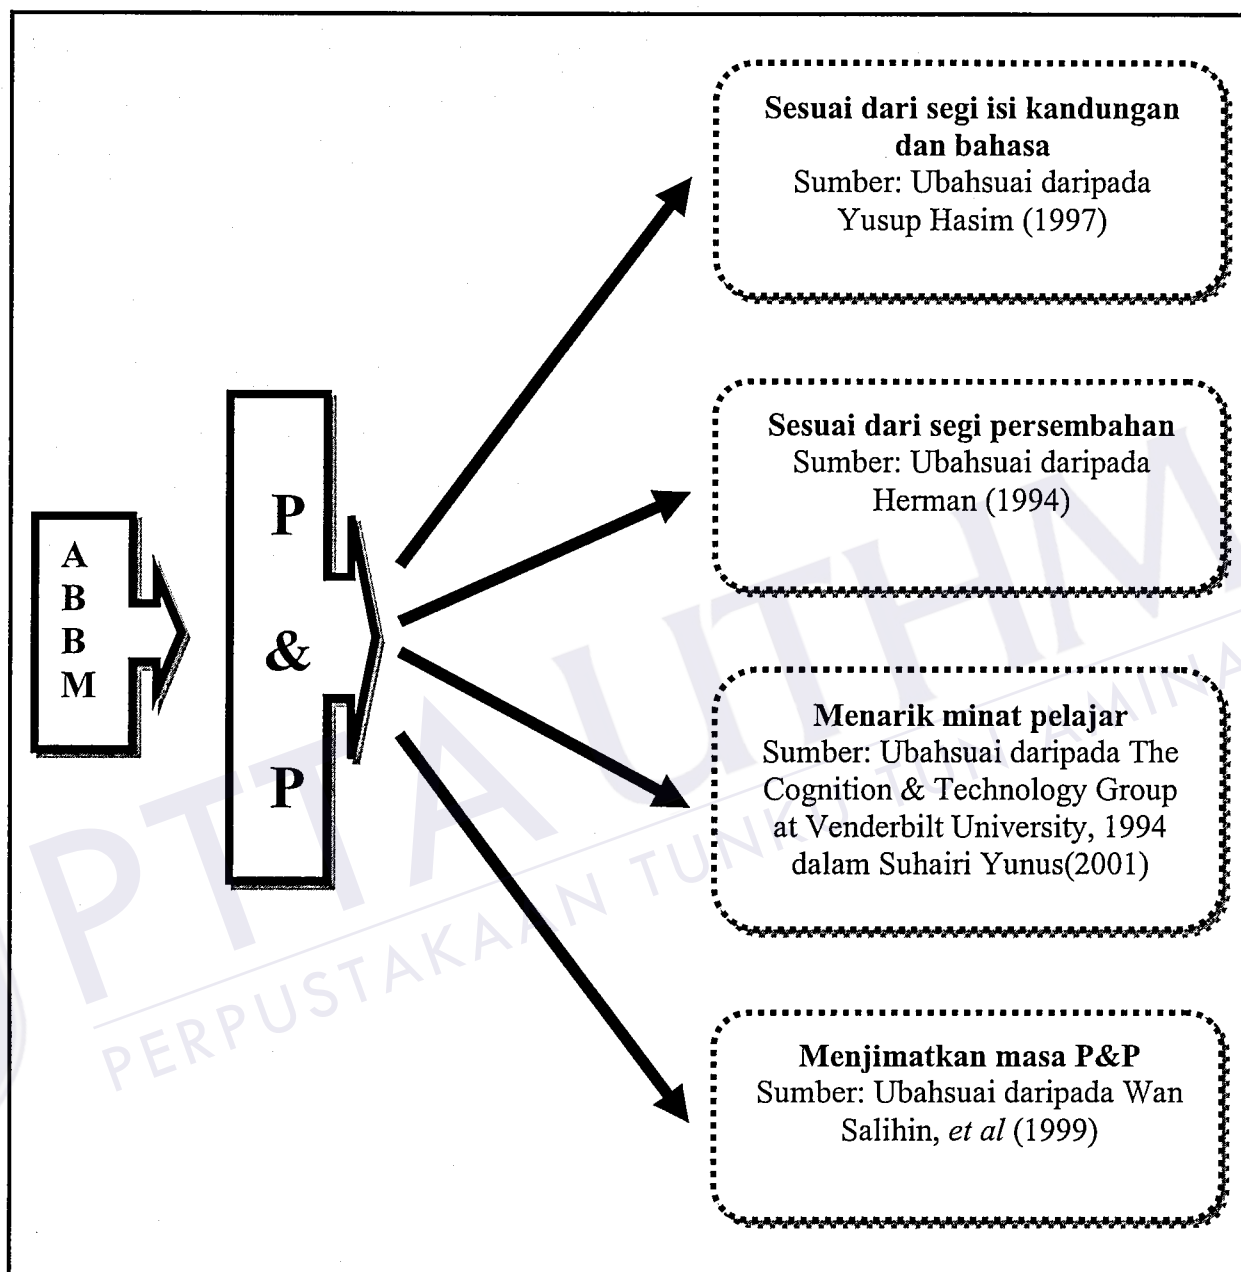 Sesuai dari segi isi kandungan
dan bahasa
Sumber: Ubahsuai daripada
Yusup Hasim (1997)
Sesuai dari segi persembahan
Sumber: Ubahsuai daripada
Herman (1994)
A
B
B
M
P
&
P
Menarik minat pelajar
Sumber: Ubahsuai daripada The
Cognition & Technology Group
at Venderbilt University, 1994
dalam Suhairi Yunus(2001)
Menjimatkan masa P&P
Sumber: Ubahsuai daripada Wan
Salihin, et al (1999)
PTTA UTHM
PERPUSTAKAAN TUNKU TUN AMINA